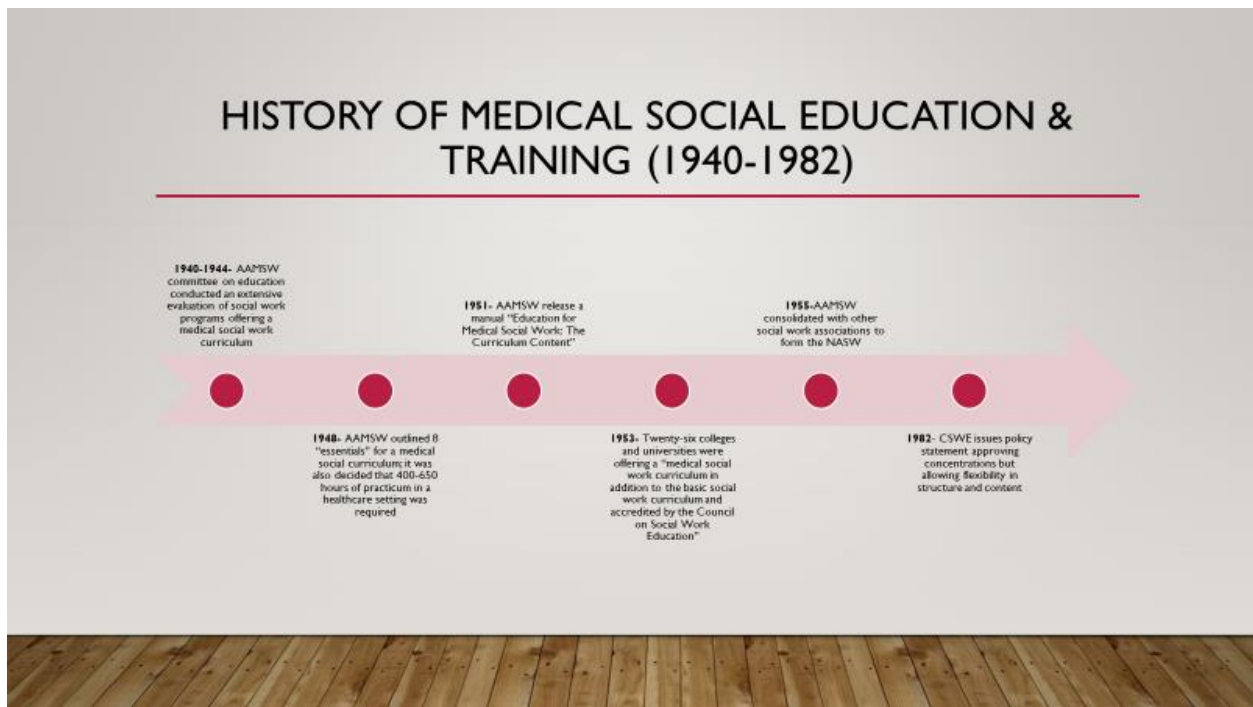 HISTORY OF MEDICAL SOCIAL EDUCATION &
TRAINING (1940-1982)
1940-1944- AAMSW
committee on education
conducted an extensive
evaluation of social work
programs offering a
medical social work
curriculum
1948- AAMSW outlined 8
"essentials" for a medical
social curriculum; it was
also decided that 400-650
hours of practicum in a
healthcare setting was
required
1951- AAMSW release a
manual "Education for
Medical Social Work: The
Curriculum Content"
1953- Twenty-six colleges
and universities were
offering a "medical social
work curriculum in
addition to the basic social
work curriculum and
accredited by the Council
on Social Work
Education"
1955-AAMSW
consolidated with other
social work associations to
form the NASW
1982- CSWE issues policy
statement approving
concentrations but
allowing flexibility in
structure and content